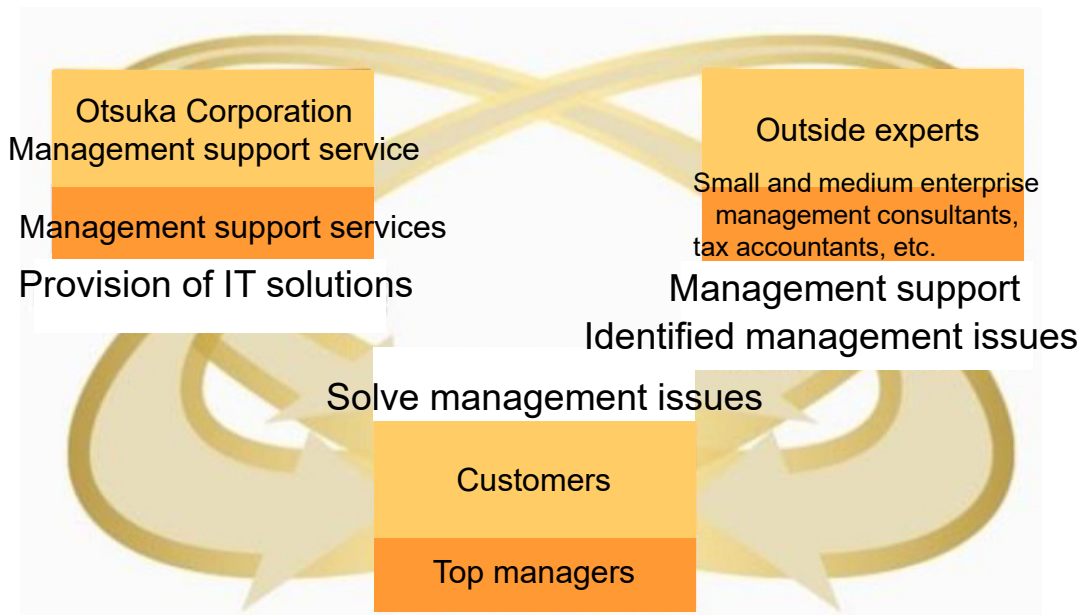 Otsuka Corporation
Management support service
Management support services
Provision of IT solutions
Outside experts
Small and medium enterprise
management consultants,
tax accountants, etc.
Management support
Identified management issues
Solve management issues
Customers
Top managers